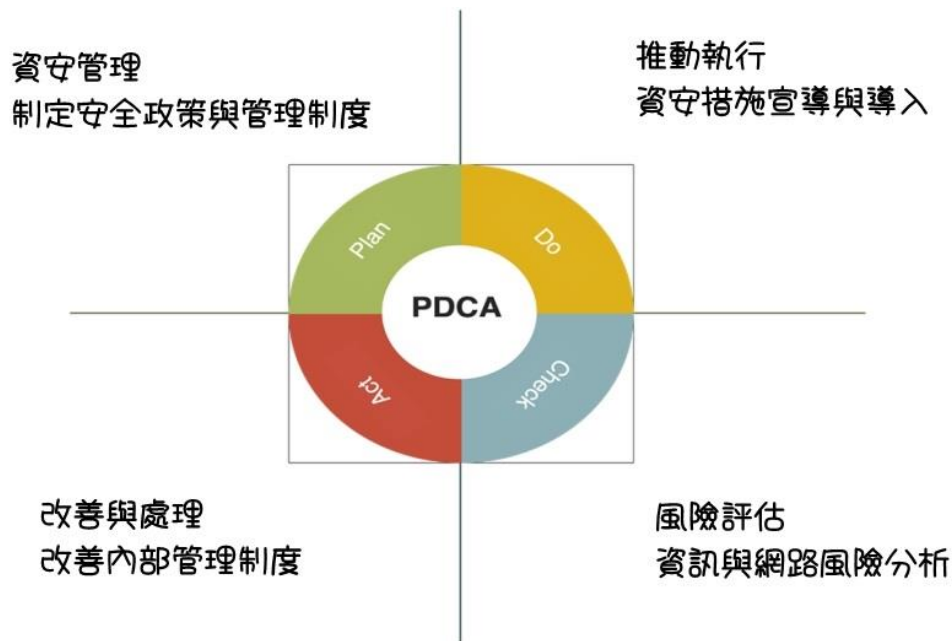 資安管理
制定安全政策與管理制度
推動執行
資安措施宣導與導入
Plan
Do
PDCA
Act
Check
改善與處理
改善內部管理制度
風險評估
資訊與網路風險分析